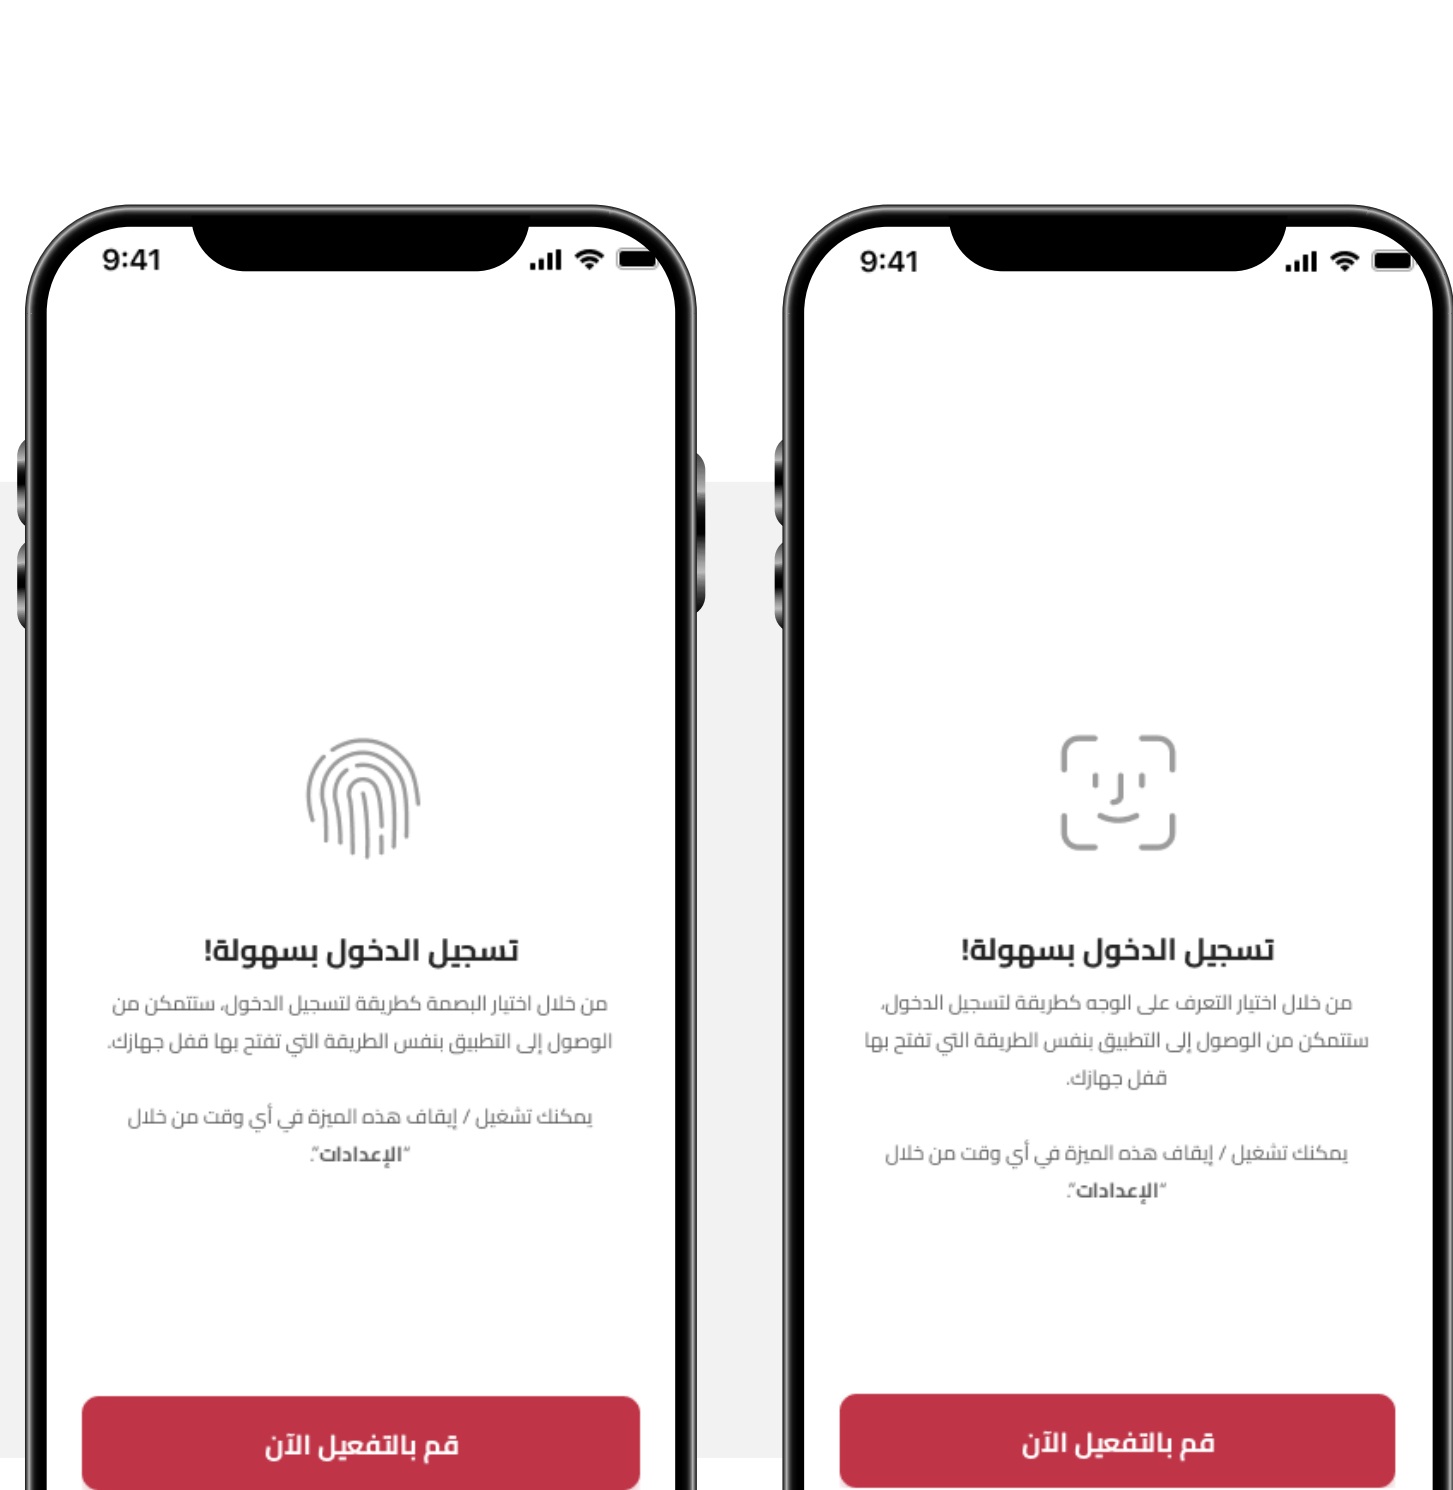 9:41
تسجيل الدخول بسهولة!
من خلال اختيار البصمة كطريقة لتسجيل الدخول، ستتمكن من
الوصول إلى التطبيق بنفس الطريقة التي تفتح بها قفل جهازك.
يمكنك تشغيل / إيقاف هذه الميزة في أي وقت من خلال
“الإعدادات”.
قم بالتفعيل الآن
9:41
تسجيل الدخول بسهولة!
من خلال اختيار التعرف على الوجه كطريقة لتسجيل الدخول،
ستتمكن من الوصول إلى التطبيق بنفس الطريقة التي تفتح بها
قفل جهازك.
يمكنك تشغيل / إيقاف هذه الميزة في أي وقت من خلال
“الإعدادات”.
قم بالتفعيل الآن